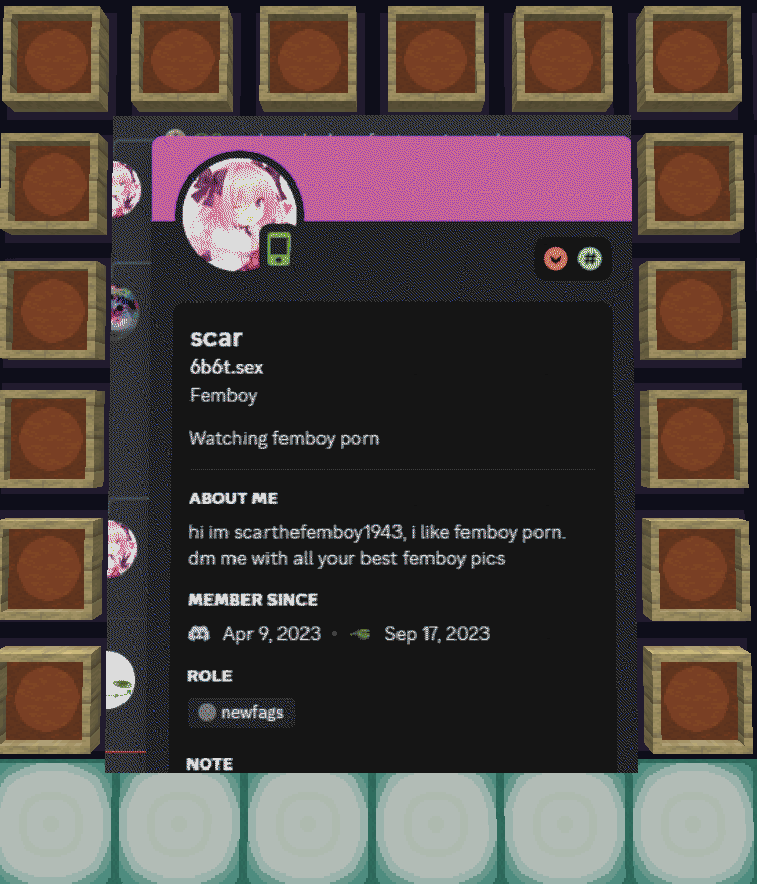 scar
6b6t.sex
Femboy
Watching femboy porn
ABOUT ME
hi im scarthefemboy1943, i like femboy porn.
dm me with all your best femboy pics
MEMBER SINCE
Apr 9, 2023 • Sep 17, 2023
ROLE
newfags
NOTE